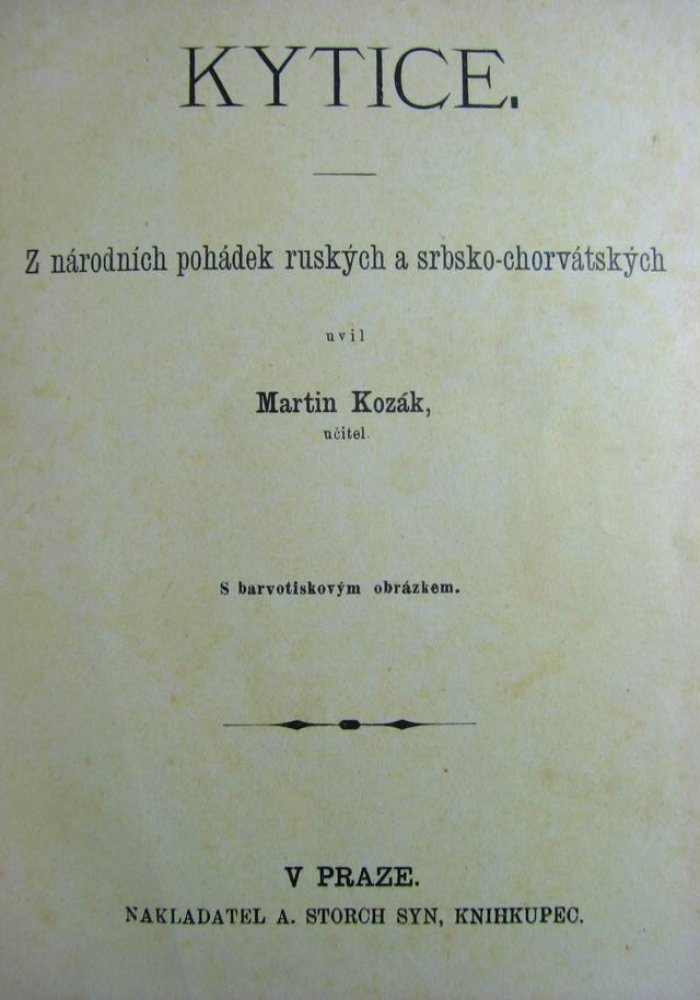 KYTICE.
Z národních pohádek ruských a srbsko-chorvátských
uvil
Martin Kozák,
učitel.
S barvotiskovým obrázkem.
V PRAZE.
NAKLADATEL A. STORCH SYN, KNIHKUPEC.